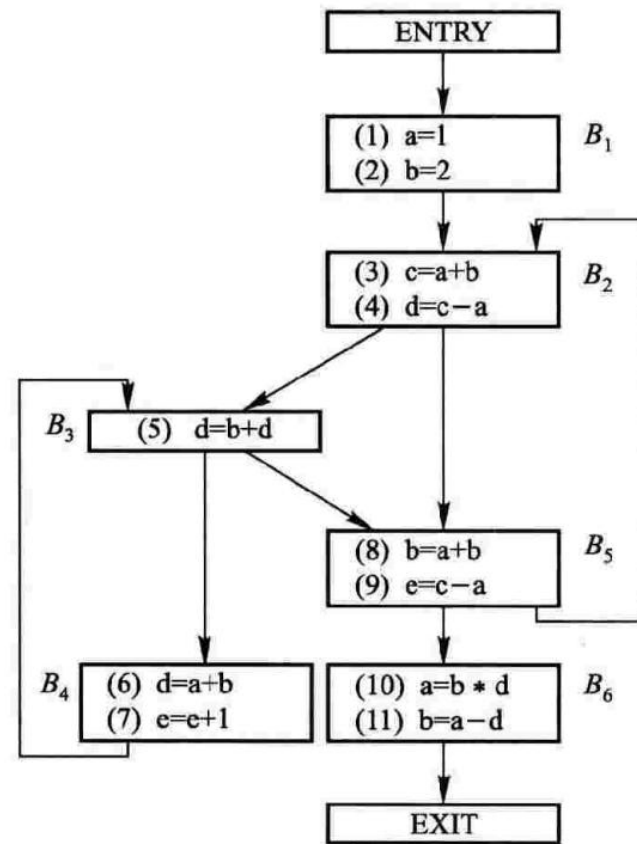 ENTRY
(1) a=1
(2) b=2
B₁
(3) c=a+b
(4) d=c−a
B₂
B₃
(5) d=b+d
(8) b=a+b
(9) e=c−a
B₅
B₄
(6) d=a+b
(7) e=e+1
(10) a=b * d
(11) b=a−d
B₆
EXIT